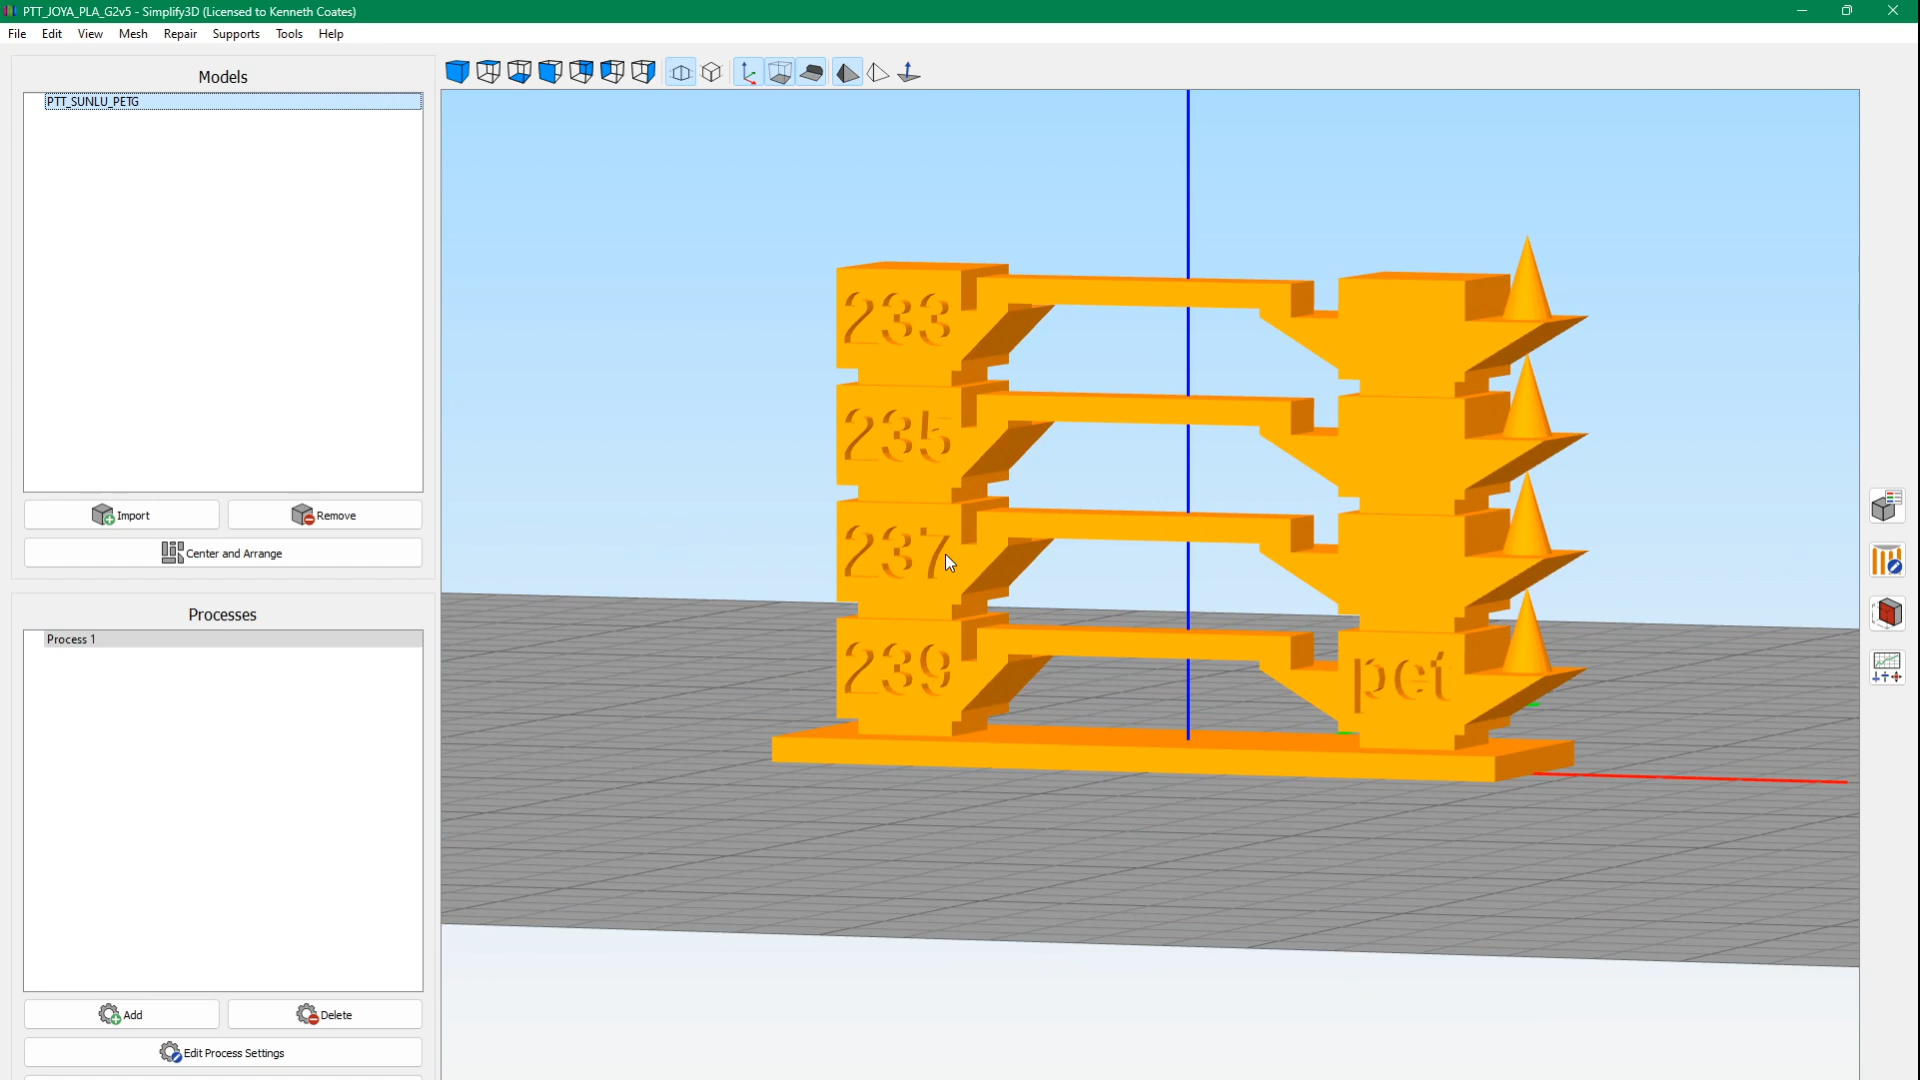 PTT_JOYA_PLA_G2v5 - Simplify3D (Licensed to Kenneth Coates)
File Edit View Mesh Repair Supports Tools Help
Models
PTT_SUNLU_PETG
Import Remove
Center and Arrange
Processes
Process 1
Add Delete
Edit Process Settings
233
235
237
239
pet